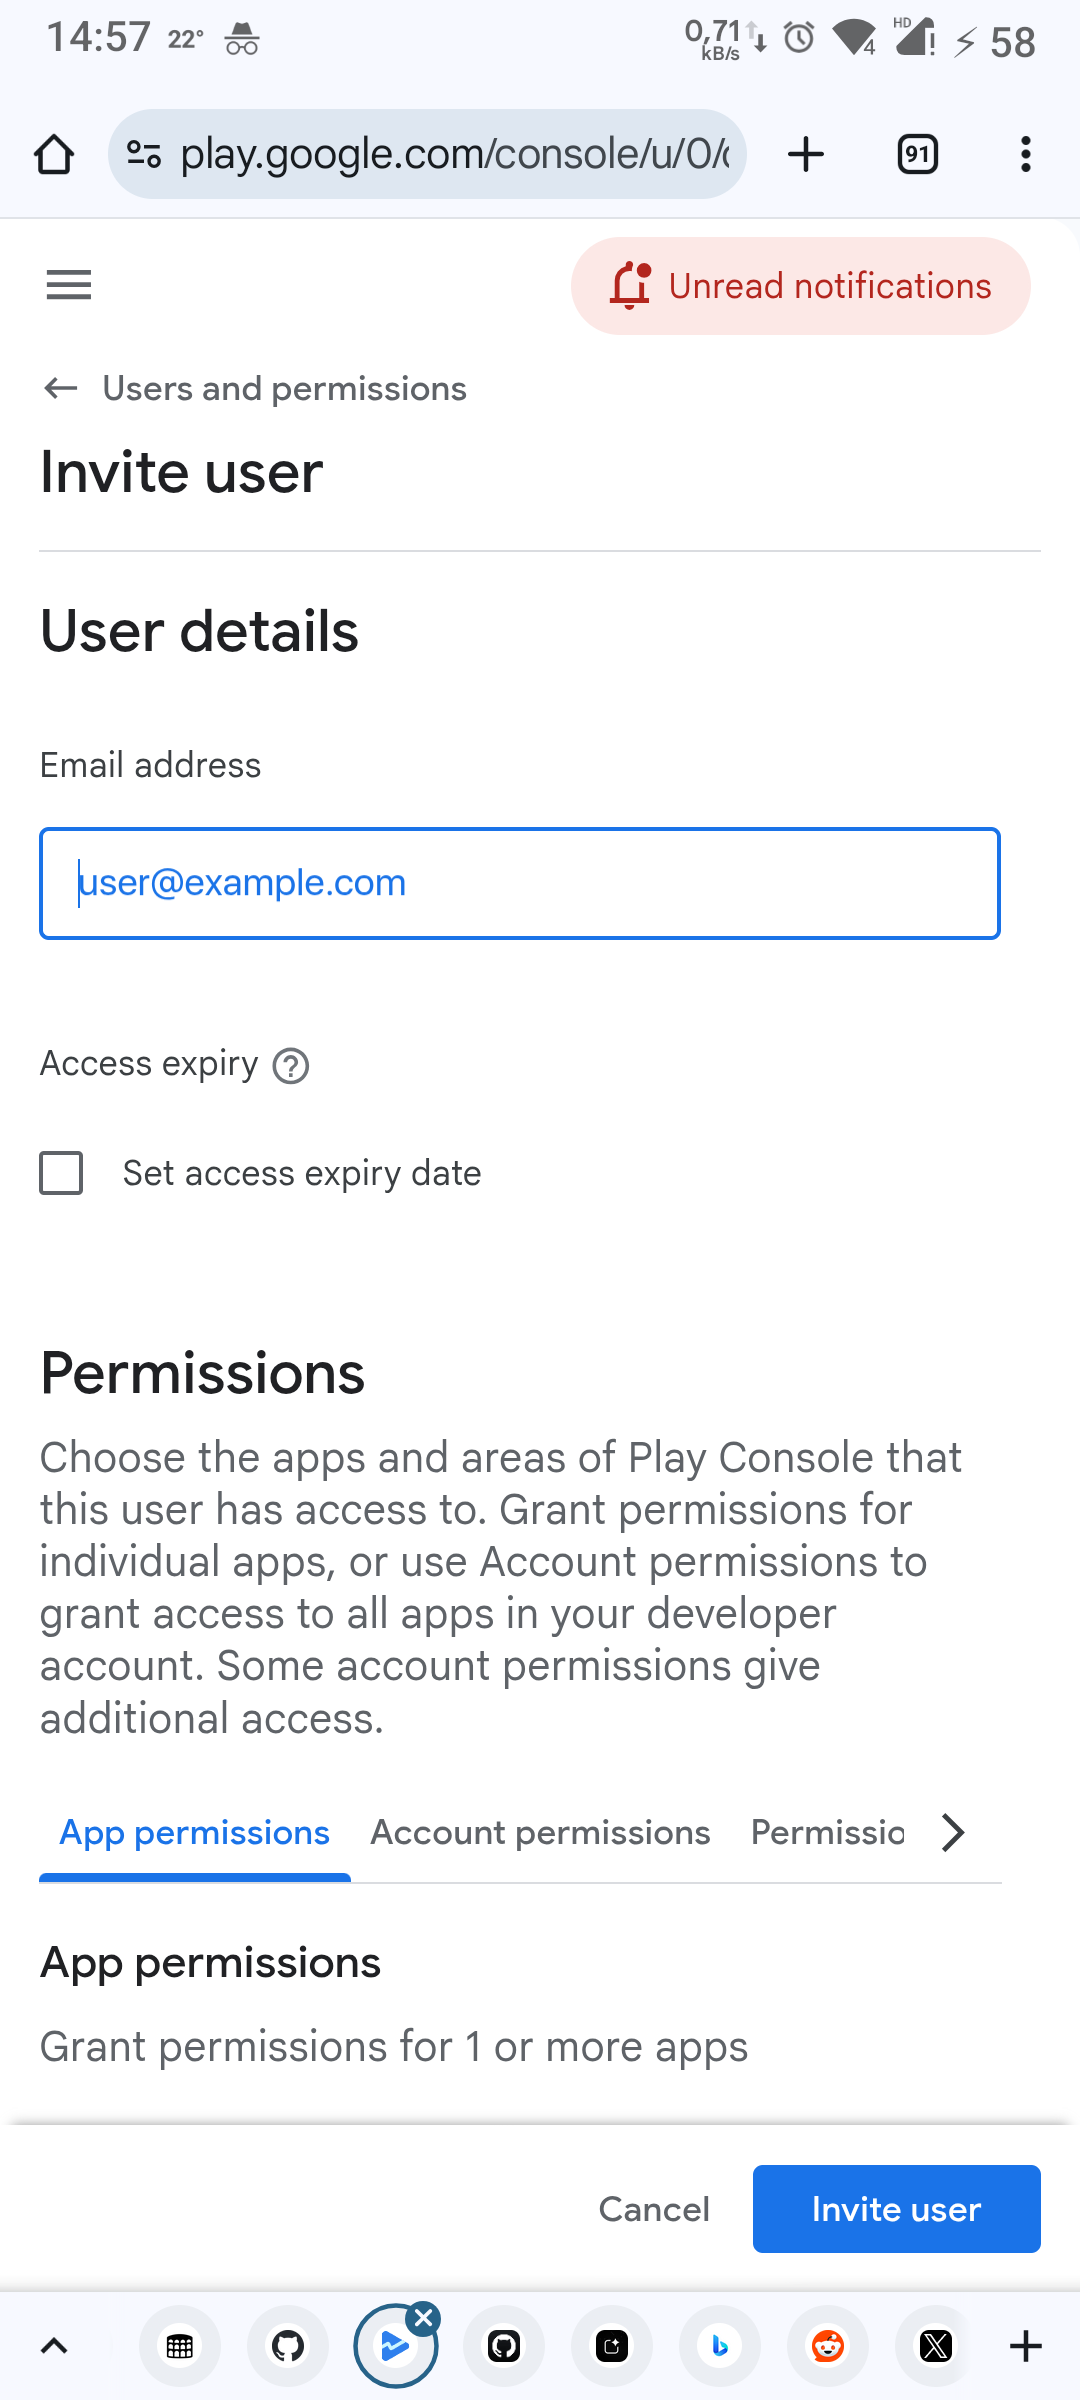 14:57 22° 0,71 kB/s HD 4 ! 58
play.google.com/console/u/0/
91
Unread notifications
Users and permissions
Invite user
User details
Email address
user@example.com
Access expiry ?
Set access expiry date
Permissions
Choose the apps and areas of Play Console that
this user has access to. Grant permissions for
individual apps, or use Account permissions to
grant access to all apps in your developer
account. Some account permissions give
additional access.
App permissions Account permissions Permissio
App permissions
Grant permissions for 1 or more apps
Cancel Invite user